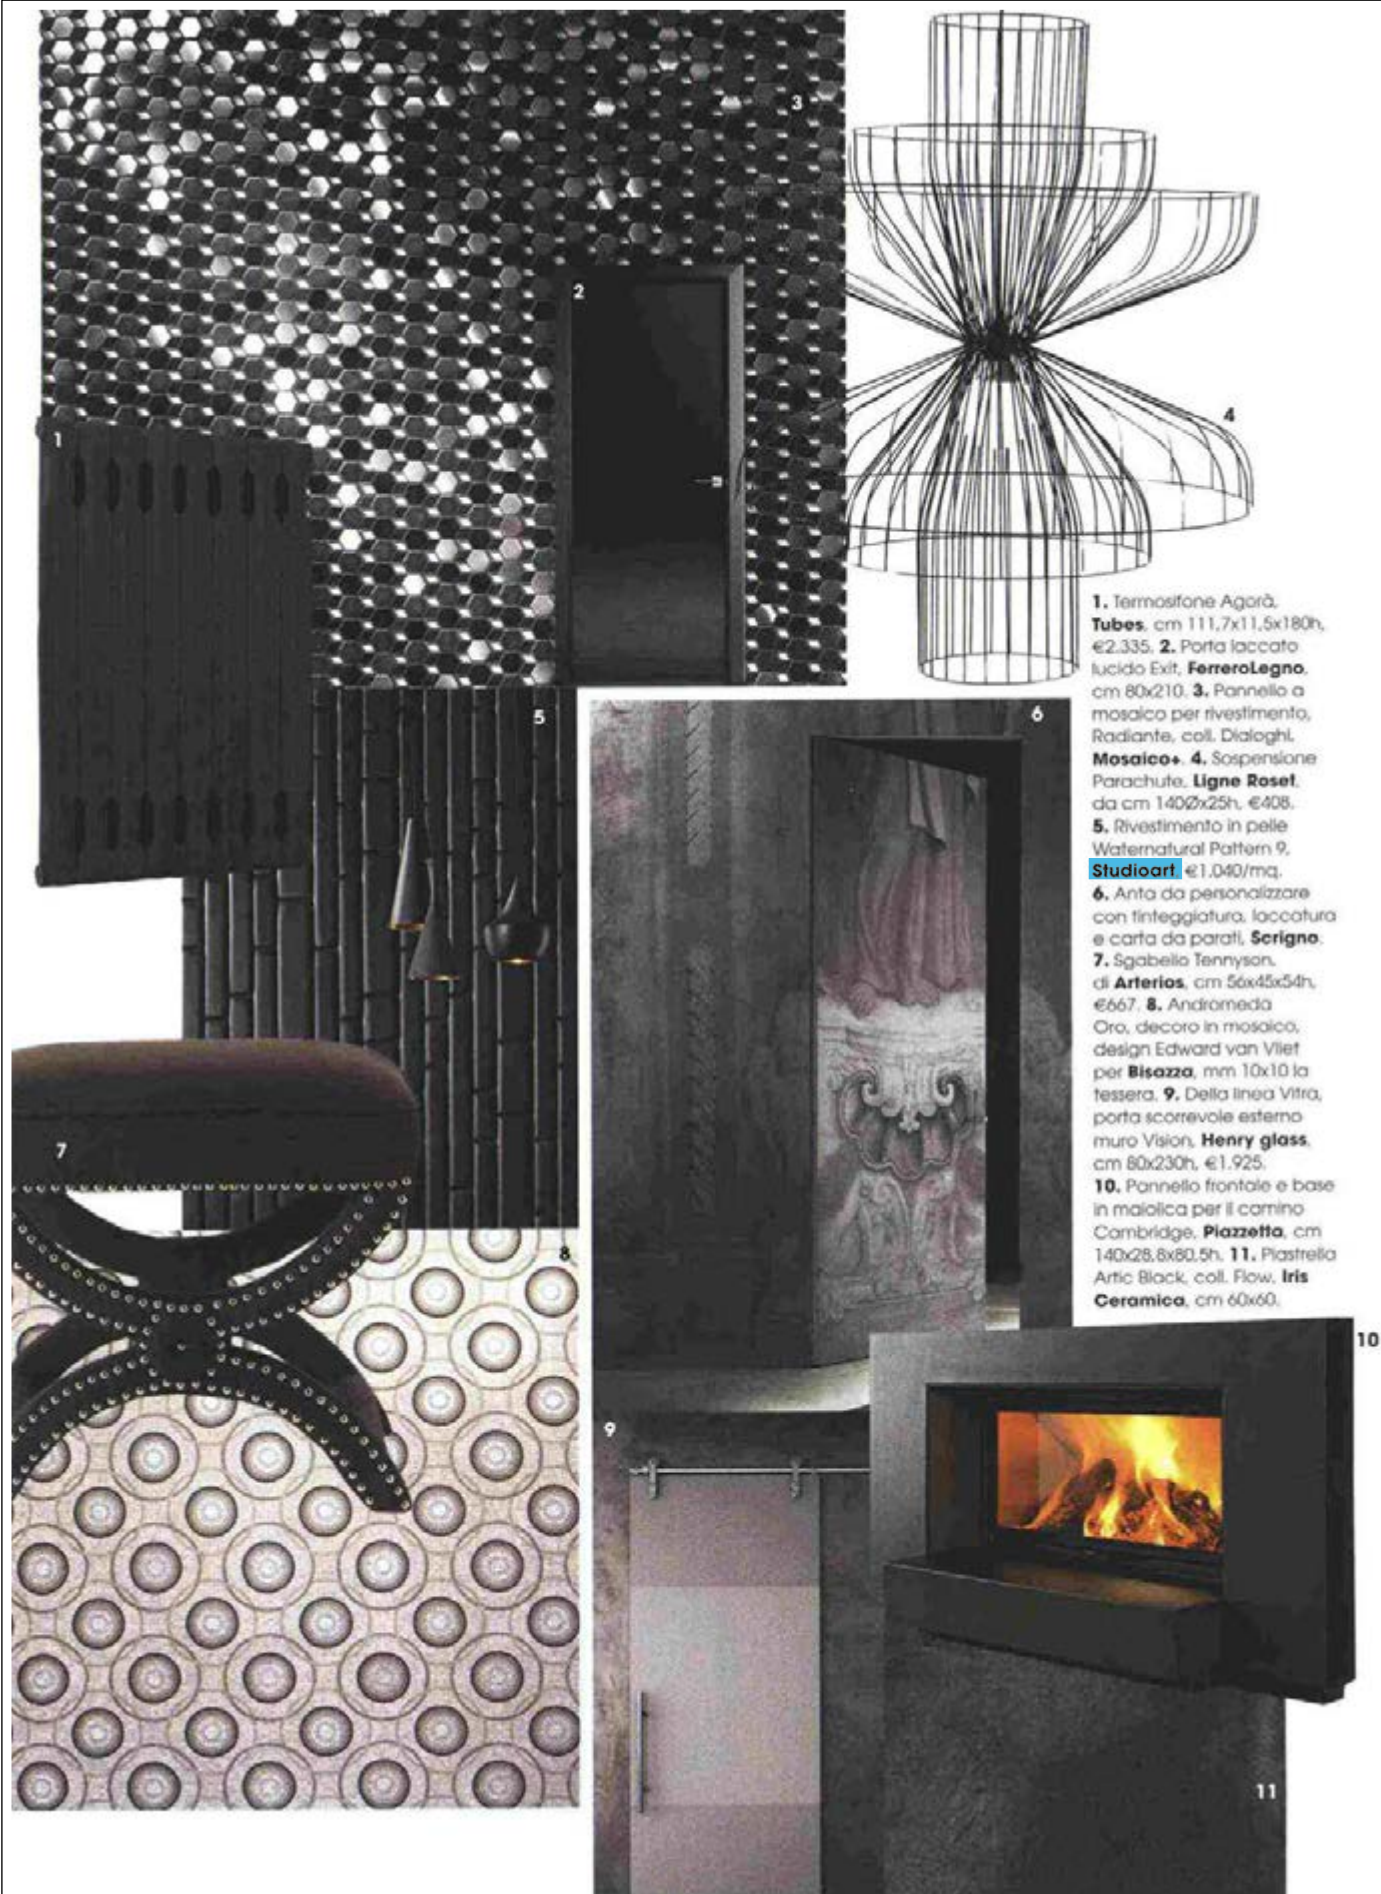 3
2
1
4
5
6
1. Termosifone Agorà,
Tubes, cm 111,7x11,5x180h,
€2.335. 2. Porta laccato
lucido Exit, FerreroLegno,
cm 80x210. 3. Pannello a
mosaico per rivestimento,
Radiante, coll. Dialoghi,
Mosaico+. 4. Sospensione
Parachute, Ligne Roset,
da cm 140Øx25h, €408.
5. Rivestimento in pelle
Waternatural Pattern 9,
Studioart, €1.040/mq.
6. Anta da personalizzare
con tinteggiatura, laccatura
e carta da parati, Scrigno.
7. Sgabello Tennyson,
di Arterios, cm 56x45x54h,
€667. 8. Andromeda
Oro, decoro in mosaico,
design Edward van Vliet
per Bisazza, mm 10x10 la
tessera. 9. Della linea Vitra,
porta scorrevole esterno
muro Vision, Henry glass,
cm 80x230h, €1.925.
10. Pannello frontale e base
in maiolica per il camino
Cambridge, Piazzetta, cm
140x28,8x80,5h. 11. Piastrella
Artic Black, coll. Flow, Iris
Ceramica, cm 60x60.
7
8
10
9
11